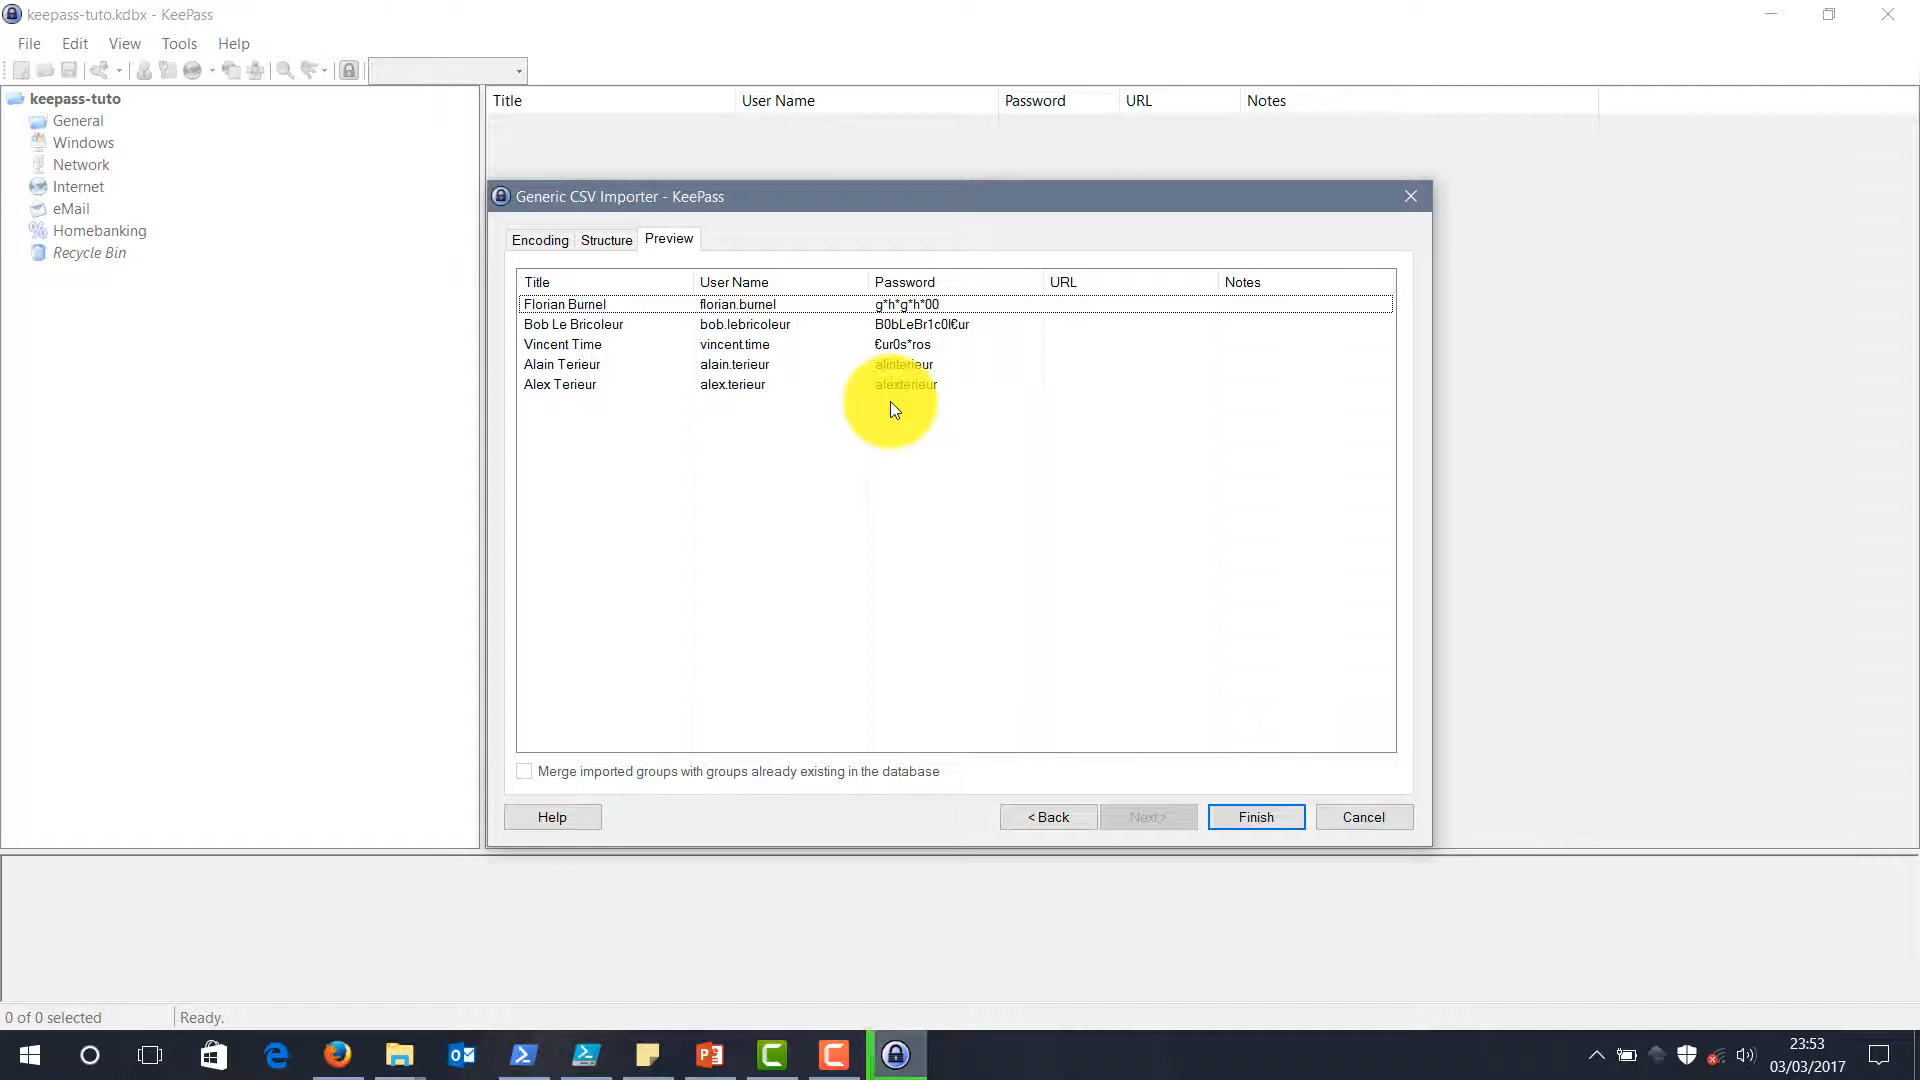 keepass-tuto.kdbx - KeePass
File Edit View Tools Help
keepass-tuto
General
Windows
Network
Internet
eMail
Homebanking
Recycle Bin
Title User Name Password URL Notes
Generic CSV Importer - KeePass
Encoding Structure Preview
Title User Name Password URL Notes
Florian Burnel florian.burnel g*h*g*h*00
Bob Le Bricoleur bob.lebricoleur B0bLeBr1c0l€ur
Vincent Time vincent.time €ur0s*ros
Alain Terieur alain.terieur alinterieur
Alex Terieur alex.terieur alexterieur
Merge imported groups with groups already existing in the database
Help < Back Next > Finish Cancel
0 of 0 selected Ready.
23:53
03/03/2017